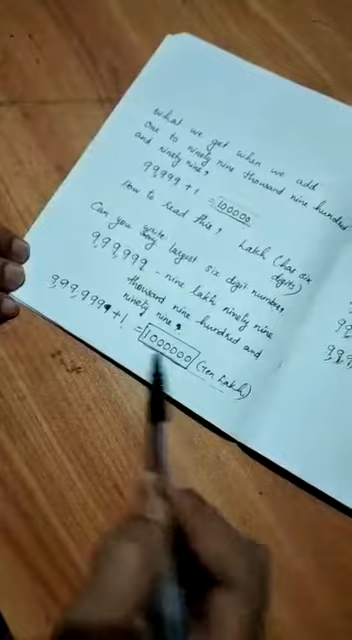 what we get when we add
one to ninety nine thousand nine hundred
and ninety nine,
99,999 + 1 = 100000
How to read this, Lakh (has six
digits)
Can you write largest six digit number,
9,99,999 - nine lakh ninety nine
thousand nine hundred and
ninety nine.
9,99,999 + 1
= 1000000 (Ten Lakh)